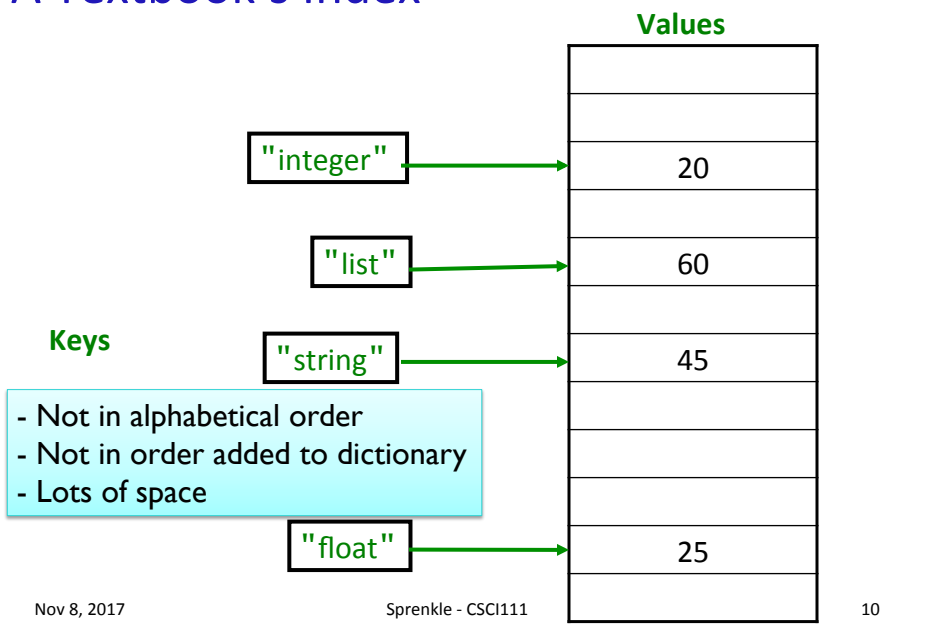 A Textbook's Index
Values
"integer"
20
"list"
60
Keys
"string"
45
- Not in alphabetical order
- Not in order added to dictionary
- Lots of space
"float"
25
Nov 8, 2017
Sprenkle - CSCI111
10